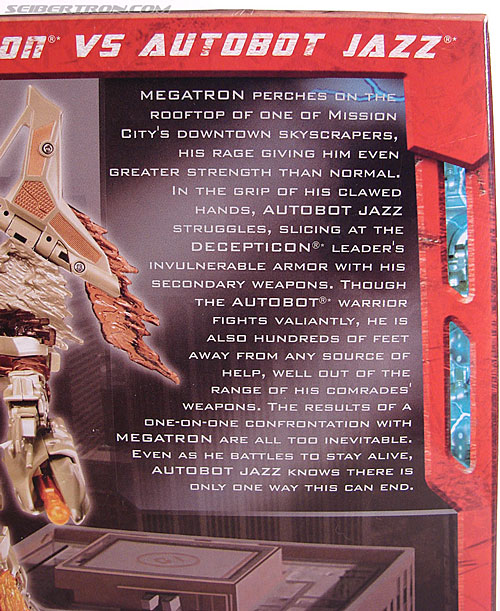 SEIBERTRON.COM
ON®* VS AUTOBOT JAZZ®*
MEGATRON PERCHES ON THE
ROOFTOP OF ONE OF MISSION
CITY'S DOWNTOWN SKYSCRAPERS,
HIS RAGE GIVING HIM EVEN
GREATER STRENGTH THAN NORMAL.
IN THE GRIP OF HIS CLAWED
HANDS, AUTOBOT JAZZ
STRUGGLES, SLICING AT THE
DECEPTICON®* LEADER'S
INVULNERABLE ARMOR WITH HIS
SECONDARY WEAPONS. THOUGH
THE AUTOBOT®* WARRIOR
FIGHTS VALIANTLY, HE IS
ALSO HUNDREDS OF FEET
AWAY FROM ANY SOURCE OF
HELP, WELL OUT OF THE
RANGE OF HIS COMRADES'
WEAPONS. THE RESULTS OF A
ONE-ON-ONE CONFRONTATION WITH
MEGATRON ARE ALL TOO INEVITABLE.
EVEN AS HE BATTLES TO STAY ALIVE,
AUTOBOT JAZZ KNOWS THERE IS
ONLY ONE WAY THIS CAN END.